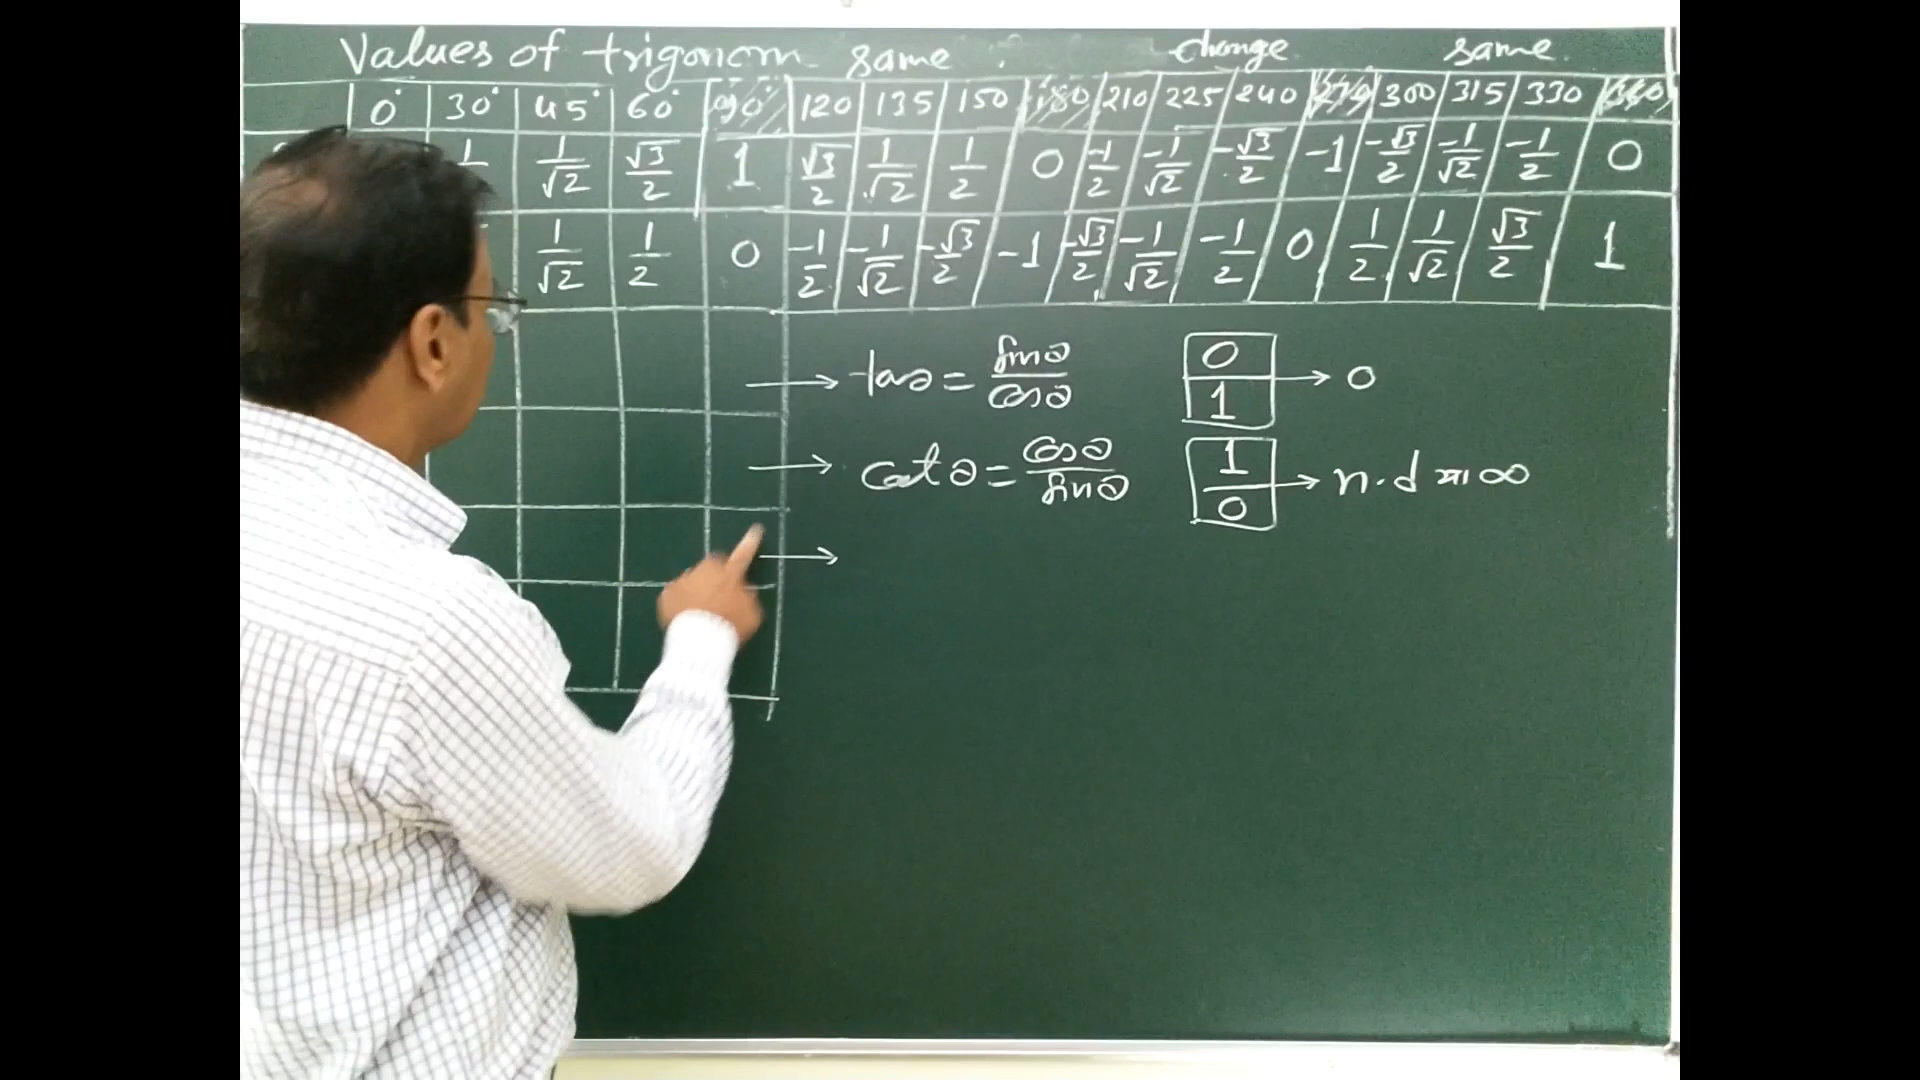 Values of trigonom. same change same
0° 30° 45° 60° 90° 120 135 150 180 210 225 240 270 300 315 330 360
1 1/√2 √3/2 1 √3/2 1/√2 1/2 0 -1/2 -1/√2 -√3/2 -1 -√3/2 -1/√2 -1/2 0
1/√2 1/2 0 -1/2 -1/√2 -√3/2 -1 -√3/2 -1/√2 -1/2 0 1/2 1/√2 √3/2 1
→ tanθ = sinθ/cosθ 0/1 → 0
→ cotθ = cosθ/sinθ 1/0 → n.d या ∞
→